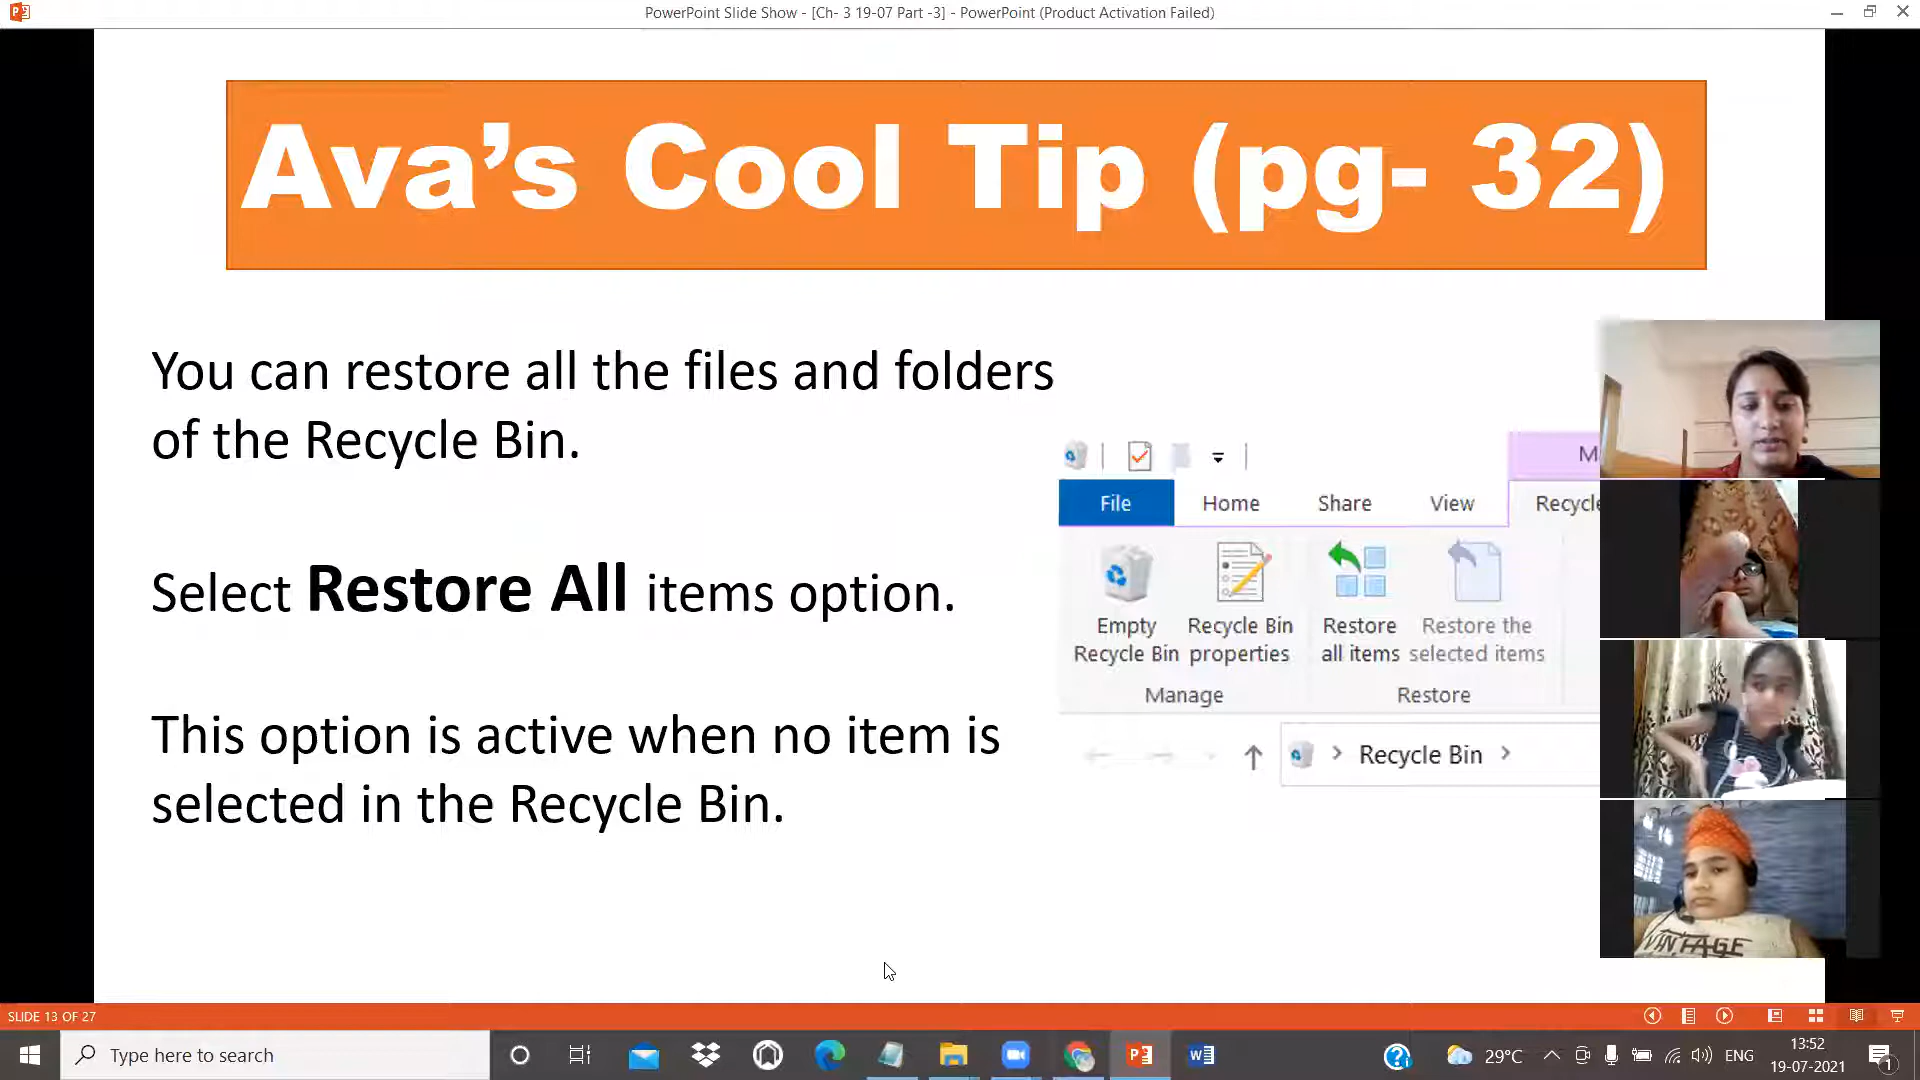 PowerPoint Slide Show - [Ch- 3 19-07 Part -3] - PowerPoint (Product Activation Failed)
Ava's Cool Tip (pg- 32)
You can restore all the files and folders
of the Recycle Bin.
Select Restore All items option.
This option is active when no item is
selected in the Recycle Bin.
File Home Share View Recycle
Empty Recycle Bin Restore Restore the
Recycle Bin properties all items selected items
Manage Restore
Recycle Bin
VINTAGE
SLIDE 13 OF 27
Type here to search
29°C ENG
13:52
19-07-2021
1